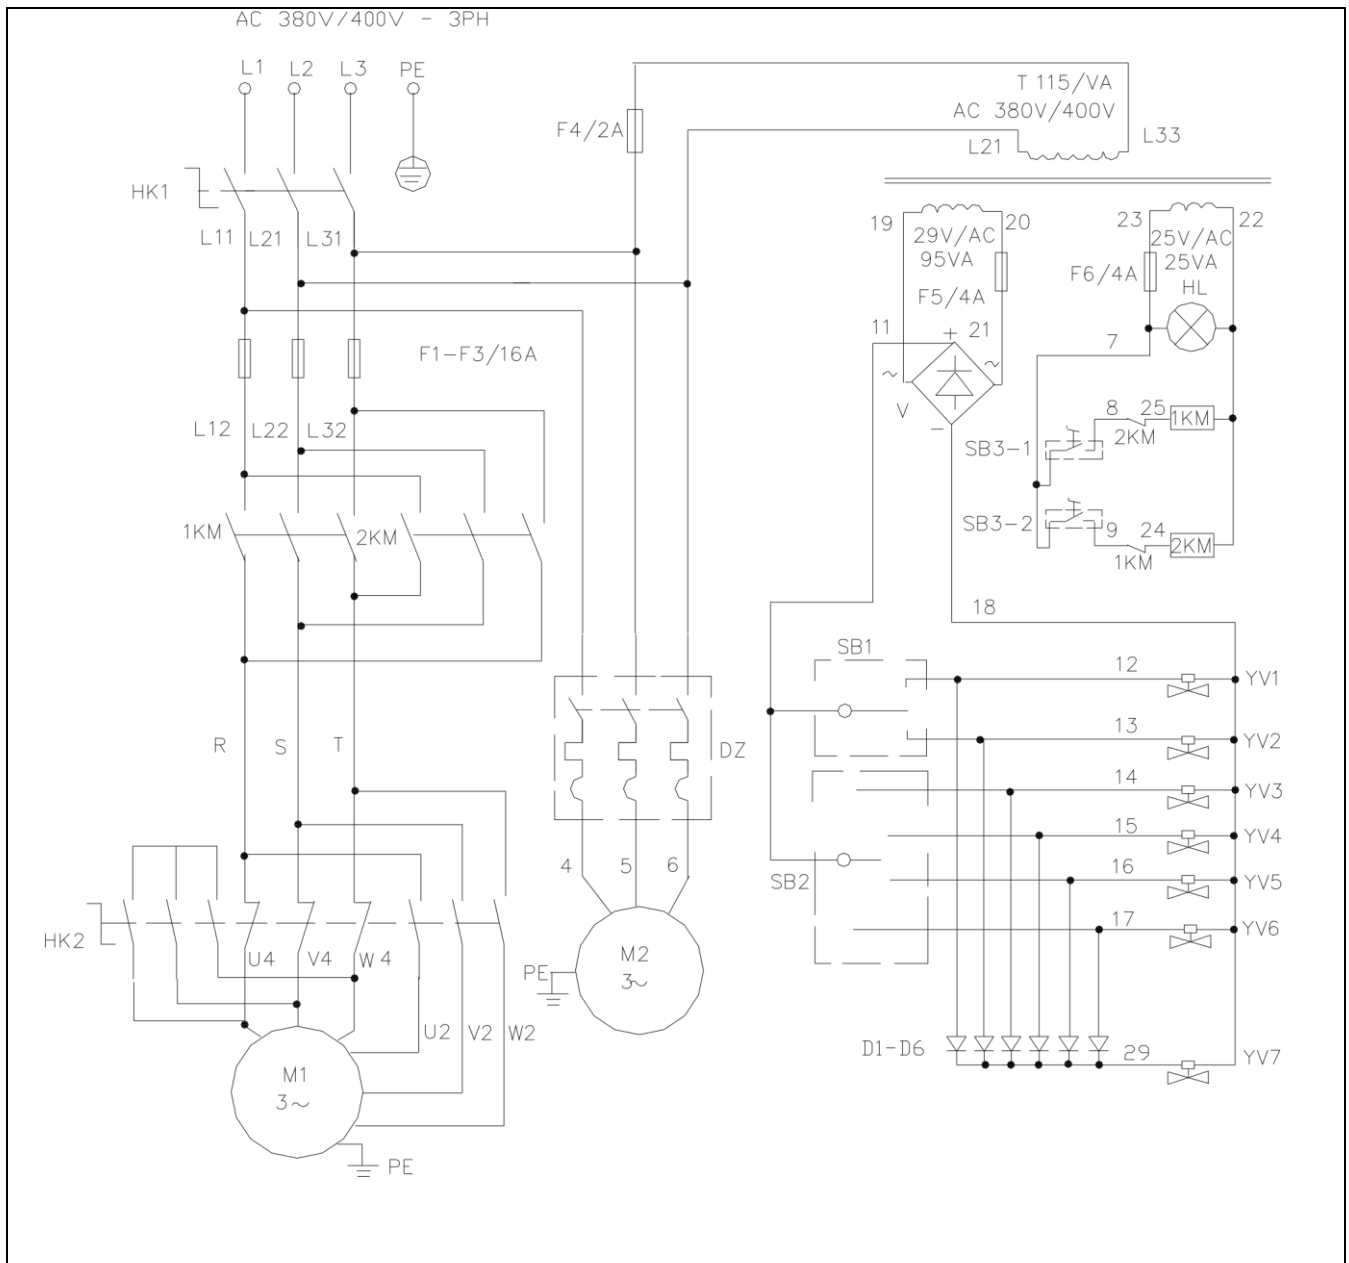 AC 380V/400V - 3PH
L1 L2 L3 PE
T 115/VA
AC 380V/400V
F4/2A
L21 L33
HK1
L11 L21 L31
19 20 23 22
29V/AC
95VA
25V/AC
25VA
F5/4A
F6/4A
HL
11 + 21
7
F1-F3/16A
~ ~
V
-
L12 L22 L32
8 25 1KM
2KM
SB3-1
SB3-2
9 24 2KM
1KM
1KM 2KM
18
SB1
12 YV1
13 YV2
14 YV3
15 YV4
16 YV5
17 YV6
SB2
R S T
DZ
4 5 6
HK2
U4 V4 W4
M2
3~
PE
U2 V2 W2
D1-D6 29 YV7
M1
3~
PE